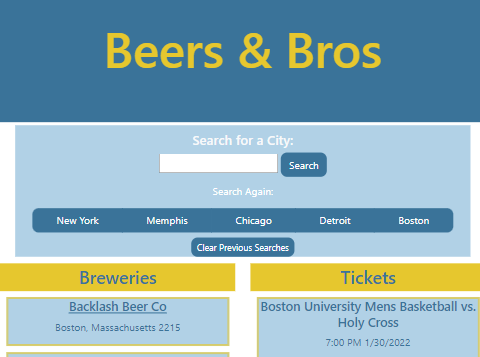 Beers & Bros
Search for a City:
Search
Search Again:
New York Memphis Chicago Detroit Boston
Clear Previous Searches
Breweries
Backlash Beer Co
Boston, Massachusetts 2215
Tickets
Boston University Mens Basketball vs.
Holy Cross
7:00 PM 1/30/2022